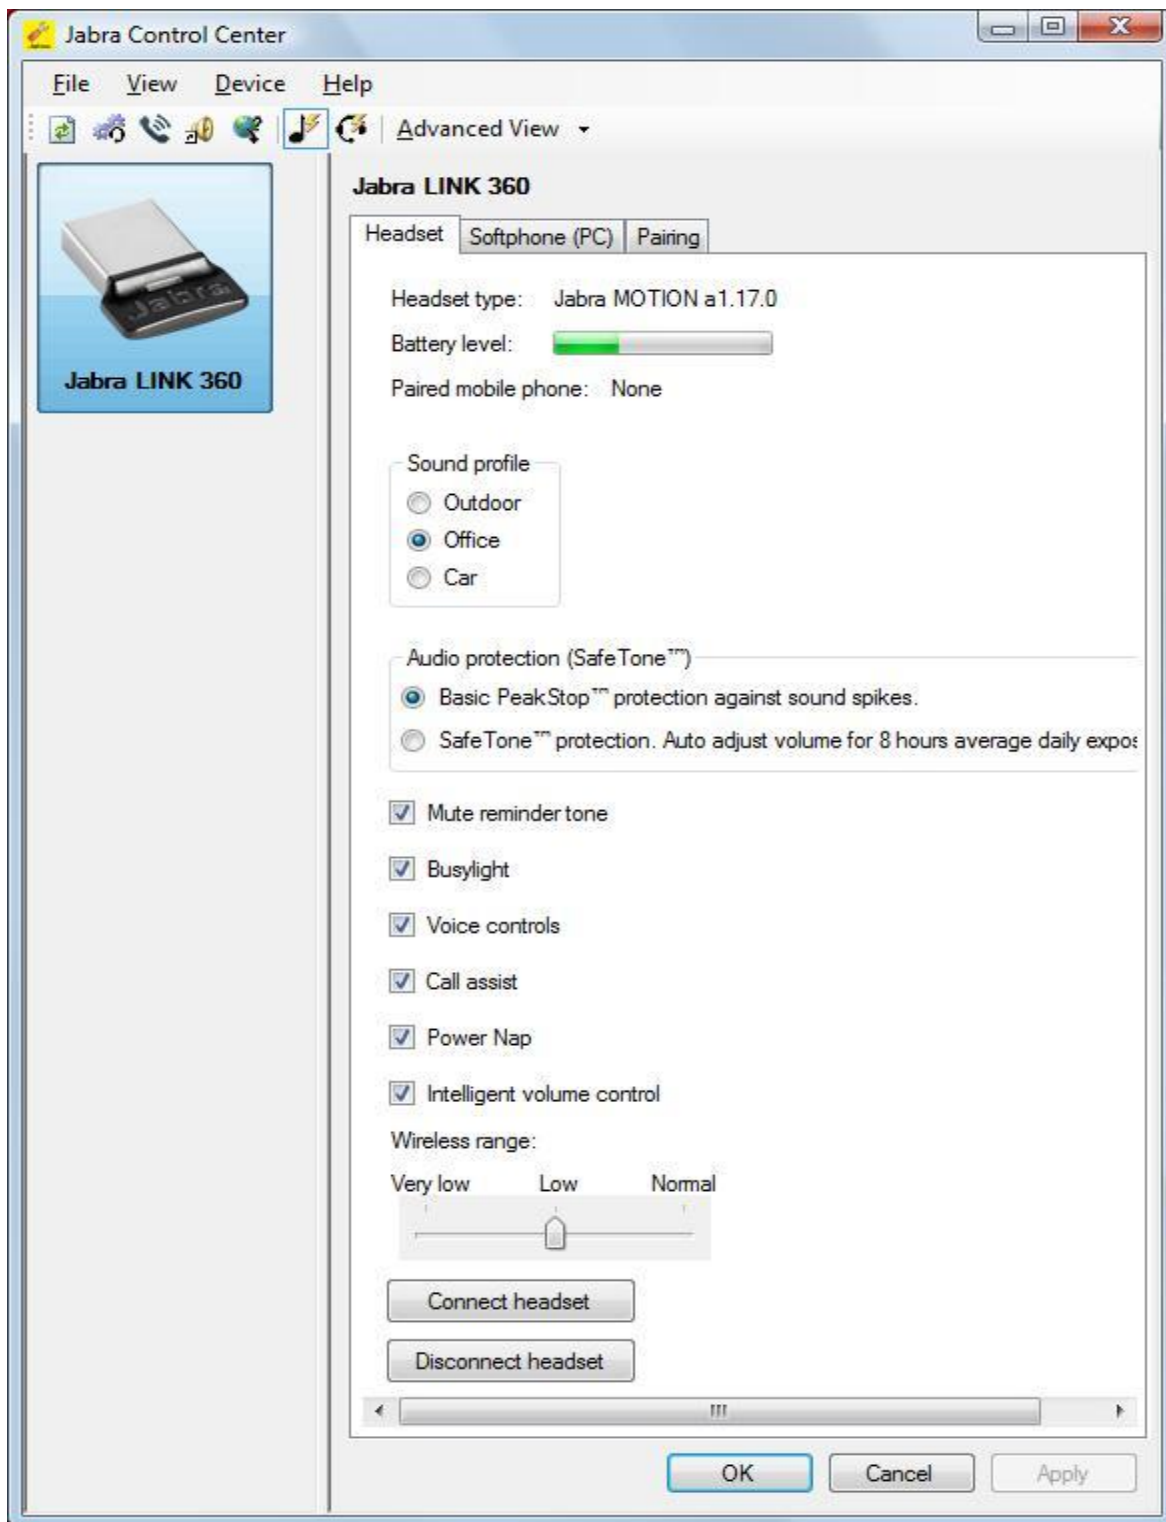 Jabra Control Center
File View Device Help
Advanced View
Jabra
Jabra LINK 360
Jabra LINK 360
Headset Softphone (PC) Pairing
Headset type: Jabra MOTION a1.17.0
Battery level:
Paired mobile phone: None
Sound profile
Outdoor
Office
Car
Audio protection (SafeTone™)
Basic PeakStop™ protection against sound spikes.
SafeTone™ protection. Auto adjust volume for 8 hours average daily expos
Mute reminder tone
Busylight
Voice controls
Call assist
Power Nap
Intelligent volume control
Wireless range:
Very low Low Normal
Connect headset
Disconnect headset
OK Cancel Apply